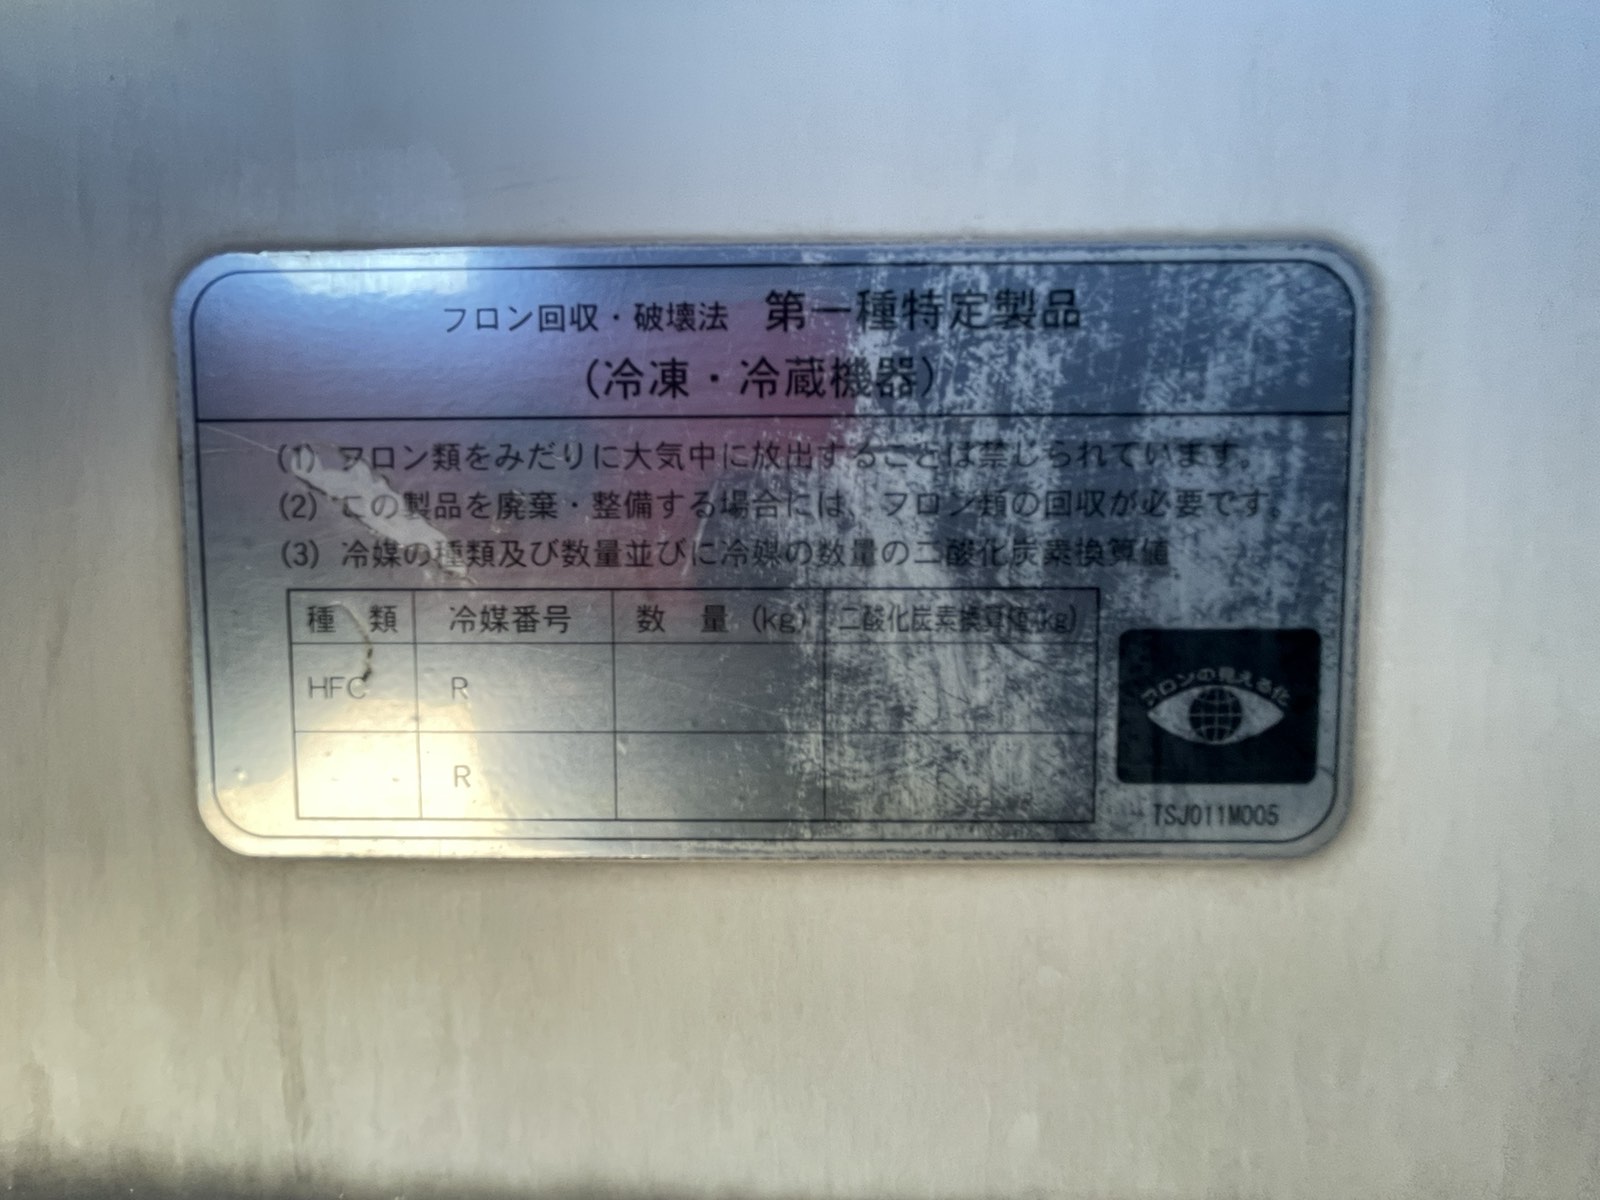 フロン回収・破壊法 第一種特定製品
（冷凍・冷蔵機器）
(1) フロン類をみだりに大気中に放出することは禁じられています。
(2) この製品を廃棄・整備する場合には、フロン類の回収が必要です。
(3) 冷媒の種類及び数量並びに冷媒の数量の二酸化炭素換算値
種 類 冷媒番号 数 量 (kg) 二酸化炭素換算値(kg)
HFC R
R
フロンの見える化
TSJ011M005